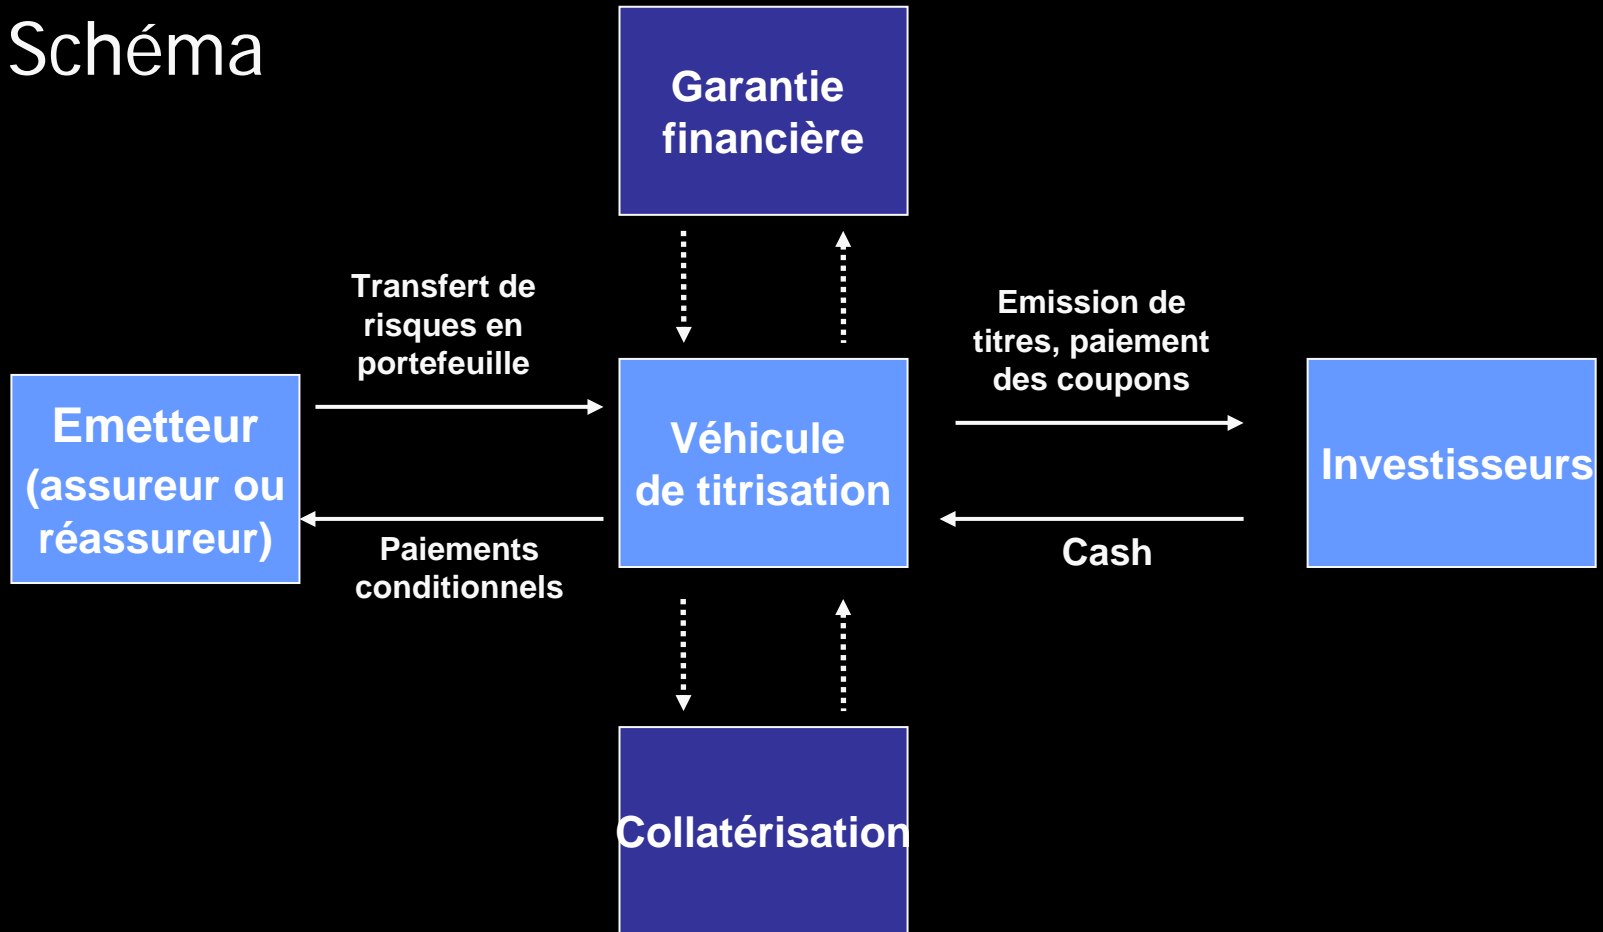 Schéma
Garantie
financière
Transfert de
risques en
portefeuille
Emission de
titres, paiement
des coupons
Emetteur
(assureur ou
réassureur)
Véhicule
de titrisation
Investisseurs
Paiements
conditionnels
Cash
Collatérisation